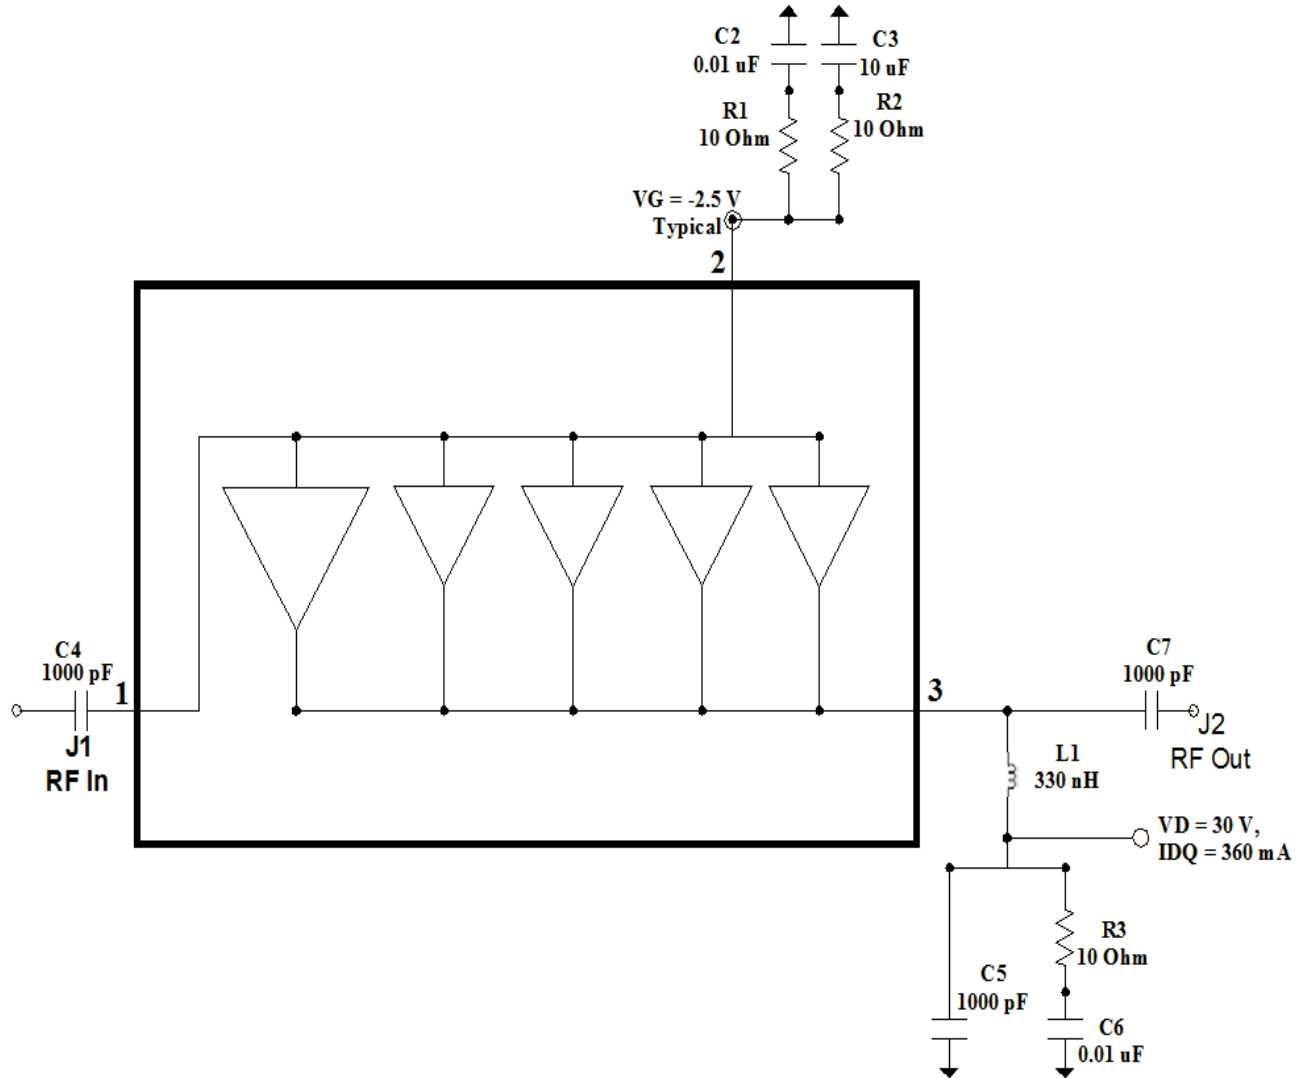 C2
0.01 uF
C3
10 uF
R1
10 Ohm
R2
10 Ohm
VG = -2.5 V
Typical
2
C4
1000 pF
1
J1
RF In
3
C7
1000 pF
J2
RF Out
L1
330 nH
VD = 30 V,
IDQ = 360 mA
R3
10 Ohm
C5
1000 pF
C6
0.01 uF